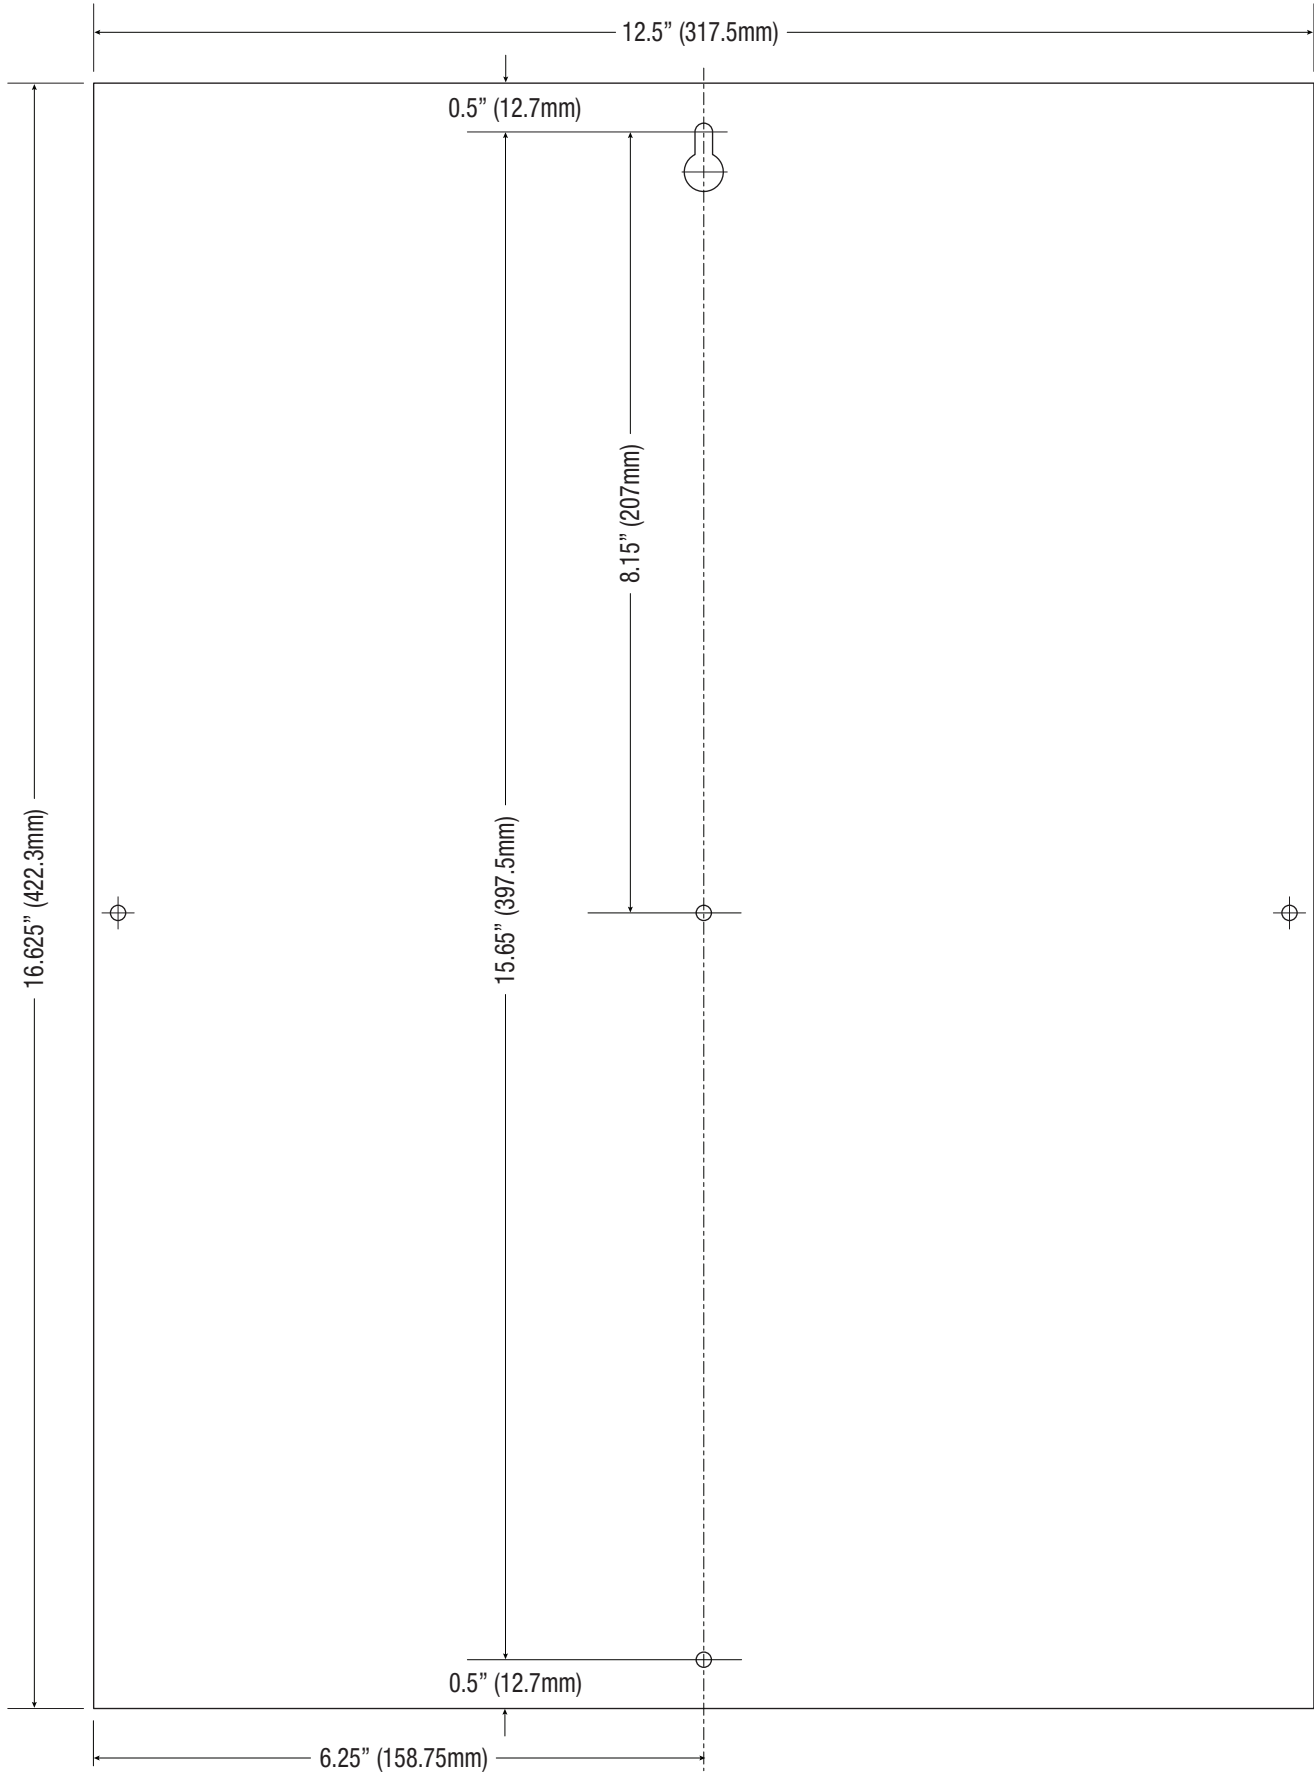 12.5” (317.5mm)
0.5” (12.7mm)
8.15” (207mm)
16.625” (422.3mm)
15.65” (397.5mm)
0.5” (12.7mm)
6.25” (158.75mm)